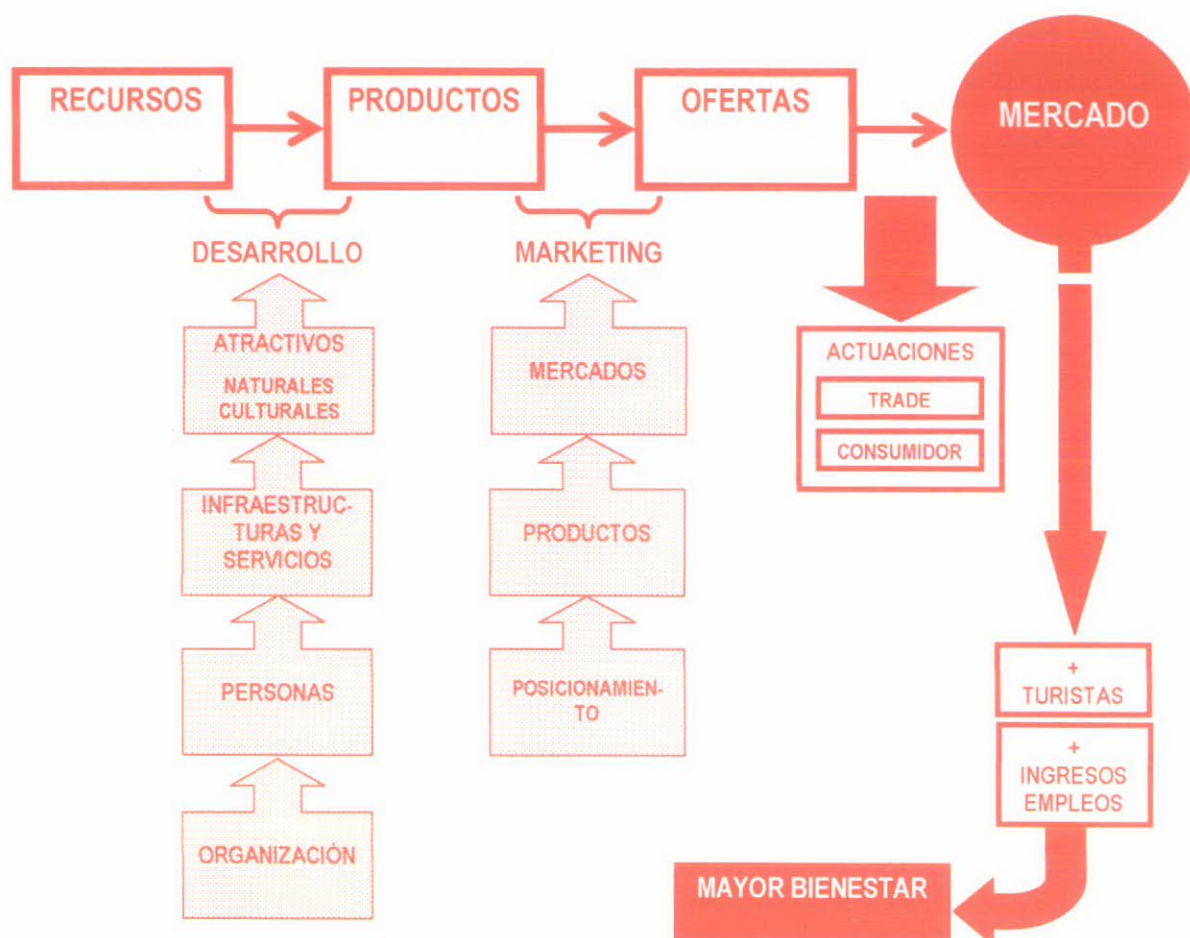 RECURSOS
PRODUCTOS
OFERTAS
MERCADO
DESARROLLO
MARKETING
ATRACTIVOS
NATURALES
CULTURALES
INFRAESTRUC-
TURAS Y
SERVICIOS
PERSONAS
ORGANIZACIÓN
MERCADOS
PRODUCTOS
POSICIONAMIEN-
TO
ACTUACIONES
TRADE
CONSUMIDOR
+
TURISTAS
+
INGRESOS
EMPLEOS
MAYOR BIENESTAR